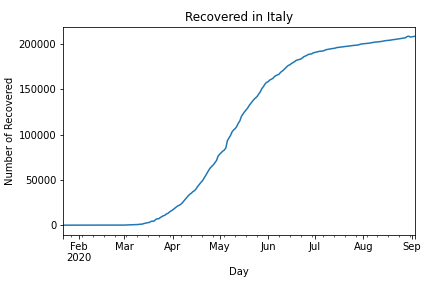 Recovered in Italy
Number of Recovered
200000
150000
100000
50000
0
Feb Mar Apr May Jun Jul Aug Sep
2020
Day